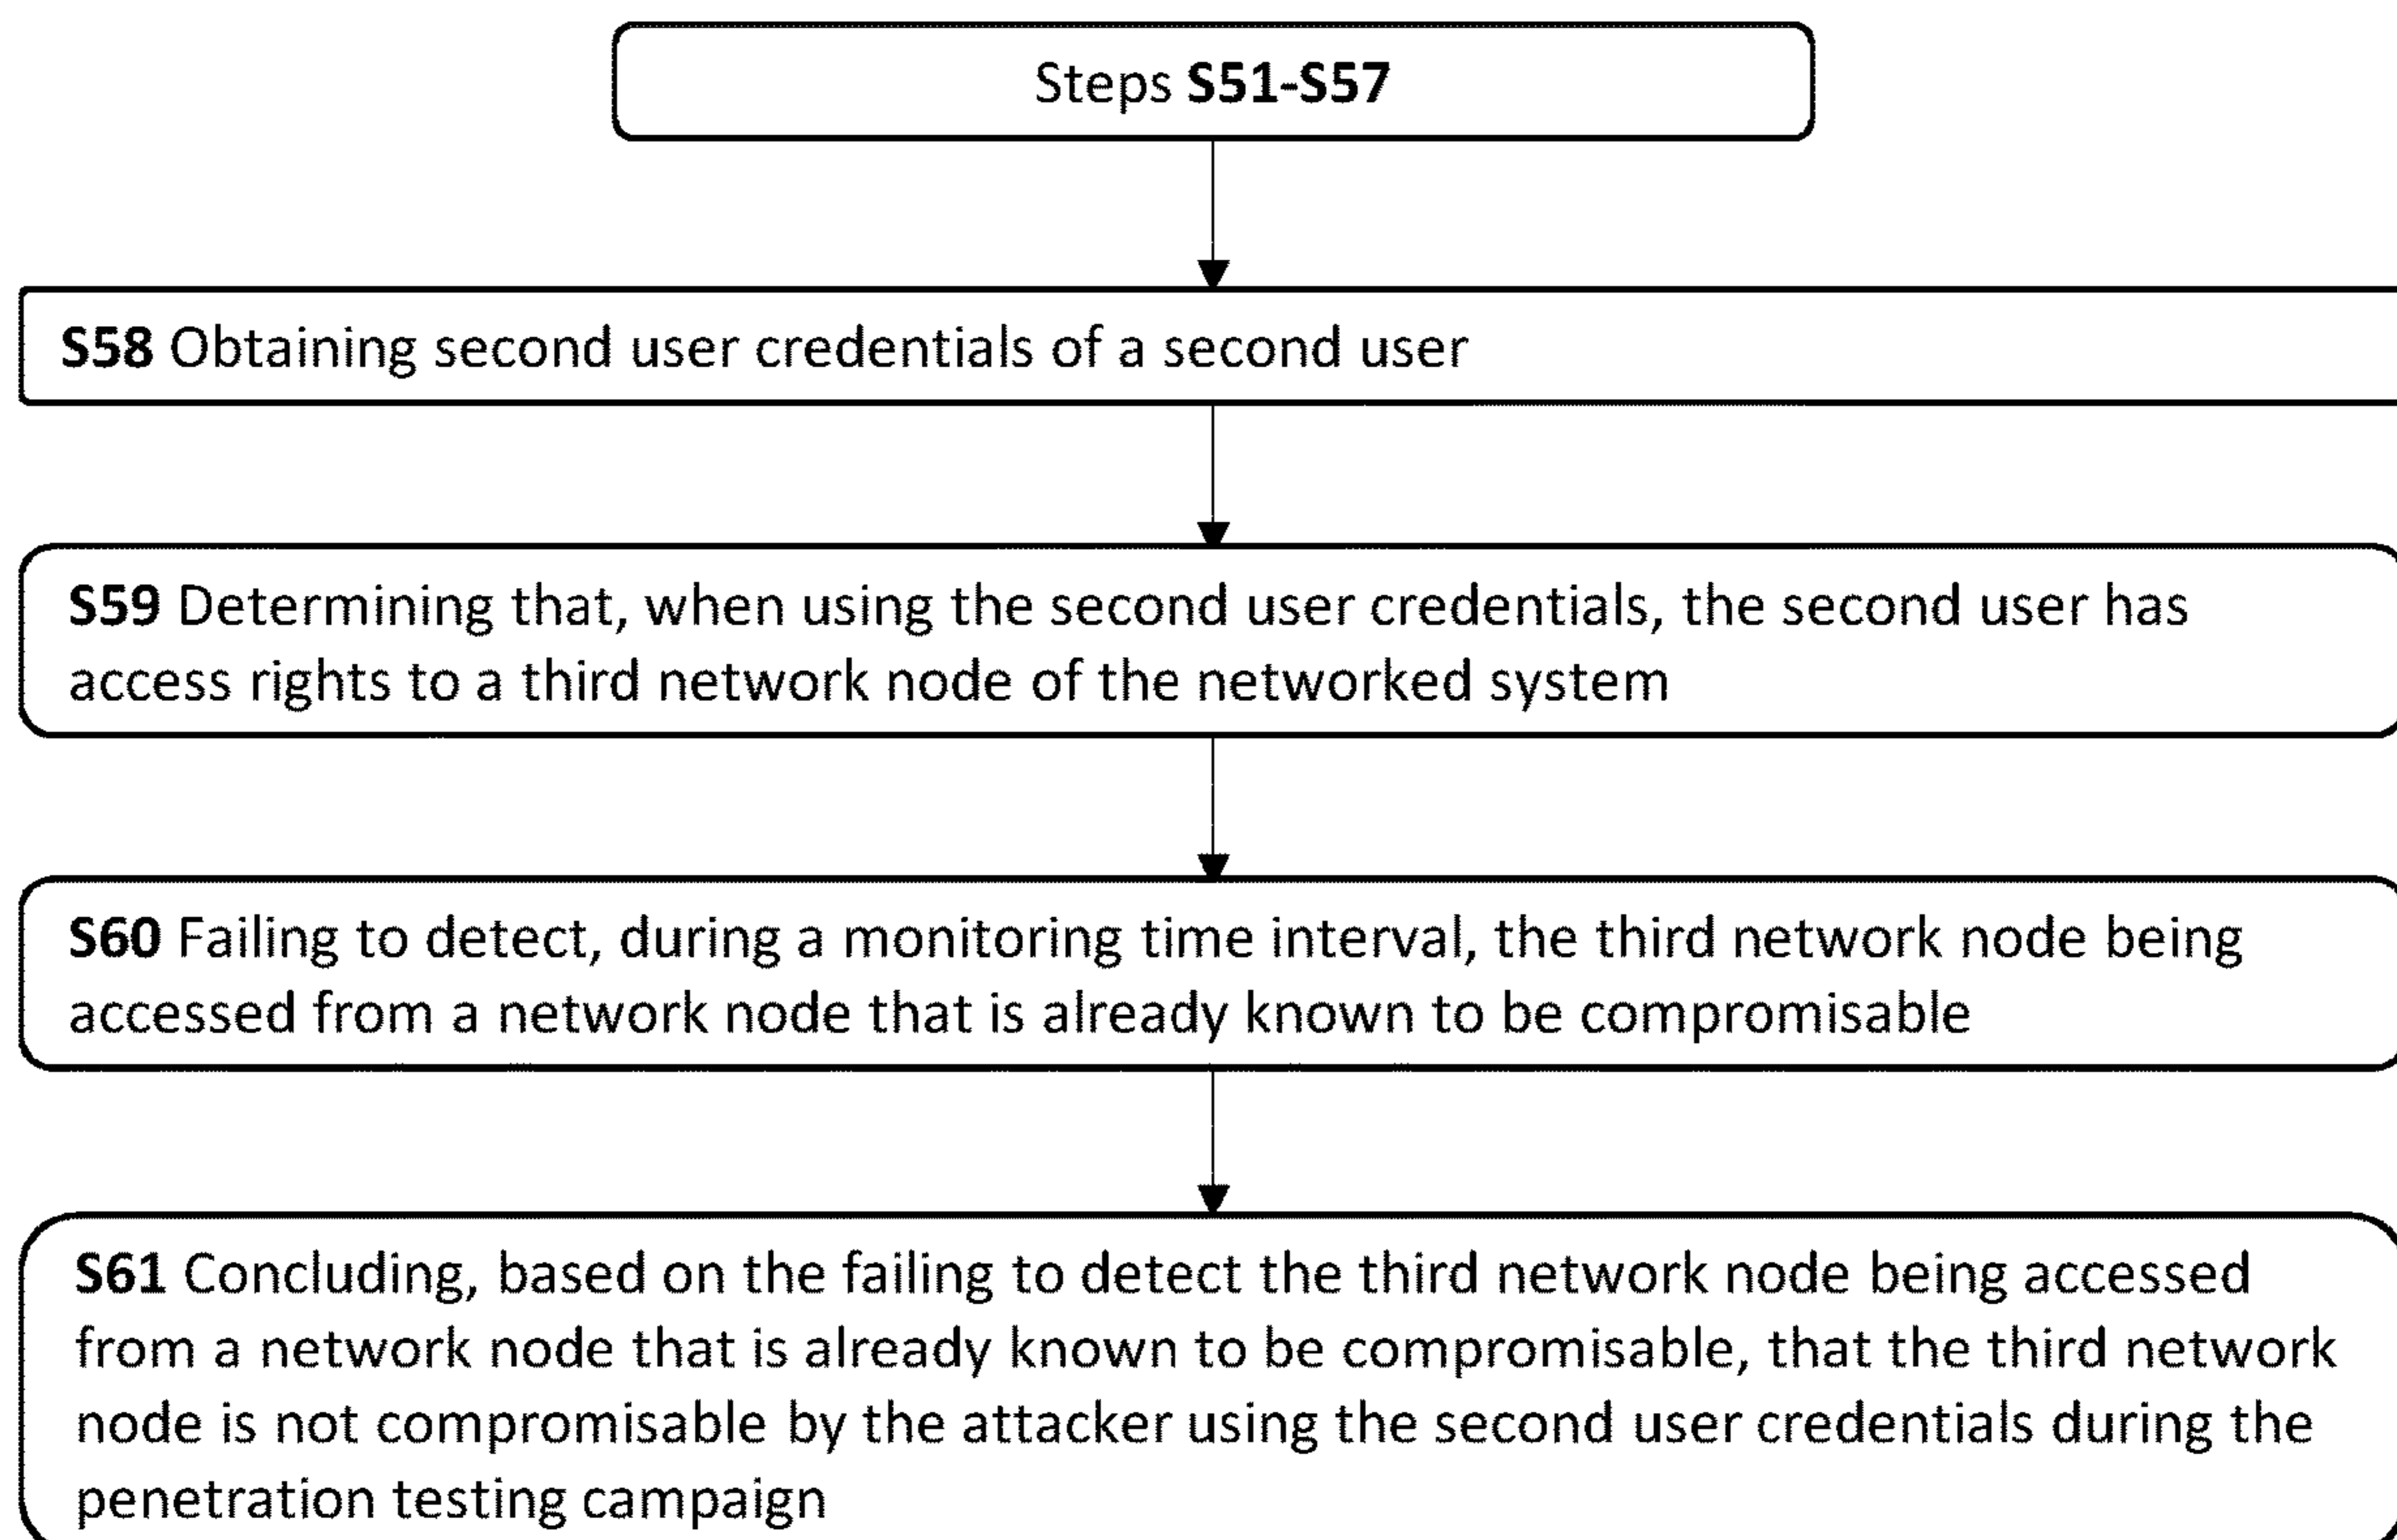 Steps S51-S57
S58 Obtaining second user credentials of a second user
S59 Determining that, when using the second user credentials, the second user has
access rights to a third network node of the networked system
S60 Failing to detect, during a monitoring time interval, the third network node being
accessed from a network node that is already known to be compromisable
S61 Concluding, based on the failing to detect the third network node being accessed
from a network node that is already known to be compromisable, that the third network
node is not compromisable by the attacker using the second user credentials during the
penetration testing campaign